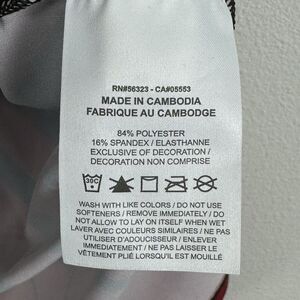 RN#56323 - CA#05553
MADE IN CAMBODIA
FABRIQUE AU CAMBODGE
84% POLYESTER
16% SPANDEX / ELASTHANNE
EXCLUSIVE OF DECORATION /
DECORATION NON COMPRISE
30C
WASH WITH LIKE COLORS / DO NOT USE
SOFTENERS / REMOVE IMMEDIATELY / DO
NOT ALLOW TO LAY ON ITSELF WHEN WET
LAVER AVEC COULEURS SIMILAIRES / NE
PAS UTILISER D'ADOUCISSEUR / ENLEVER
IMMEDIATEMENT / NE PAS LAISSER LE
VÊTEMENT PLIÉ LORSQU'IL EST MOUILLÉ